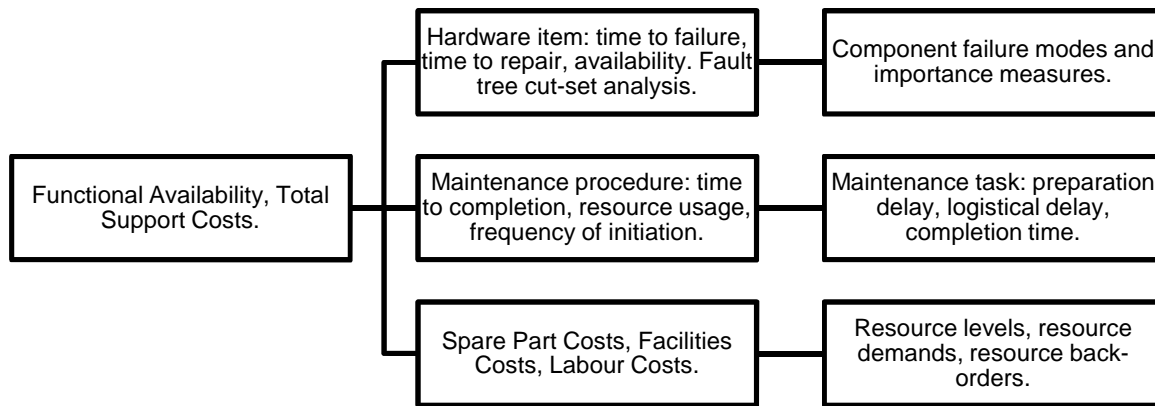 Hardware item: time to failure,
time to repair, availability. Fault
tree cut-set analysis.
Component failure modes and
importance measures.
Functional Availability, Total
Support Costs.
Maintenance procedure: time
to completion, resource usage,
frequency of initiation.
Maintenance task: preparation
delay, logistical delay,
completion time.
Spare Part Costs, Facilities
Costs, Labour Costs.
Resource levels, resource
demands, resource back-
orders.